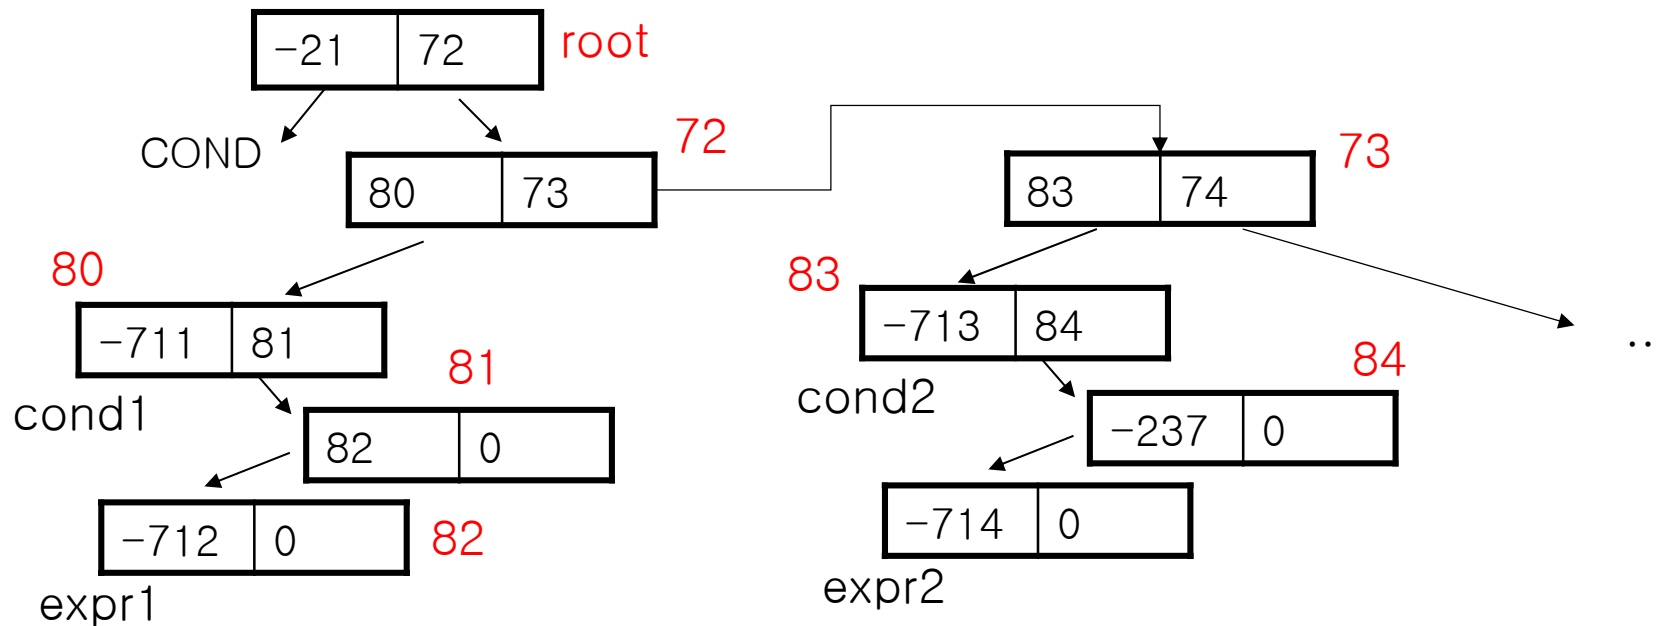 -21 72 root
COND
72
80 73
73
83 74
80
-711 81
cond1
81
82 0
-712 0
82
expr1
83
-713 84
cond2
84
-237 0
-714 0
expr2
..